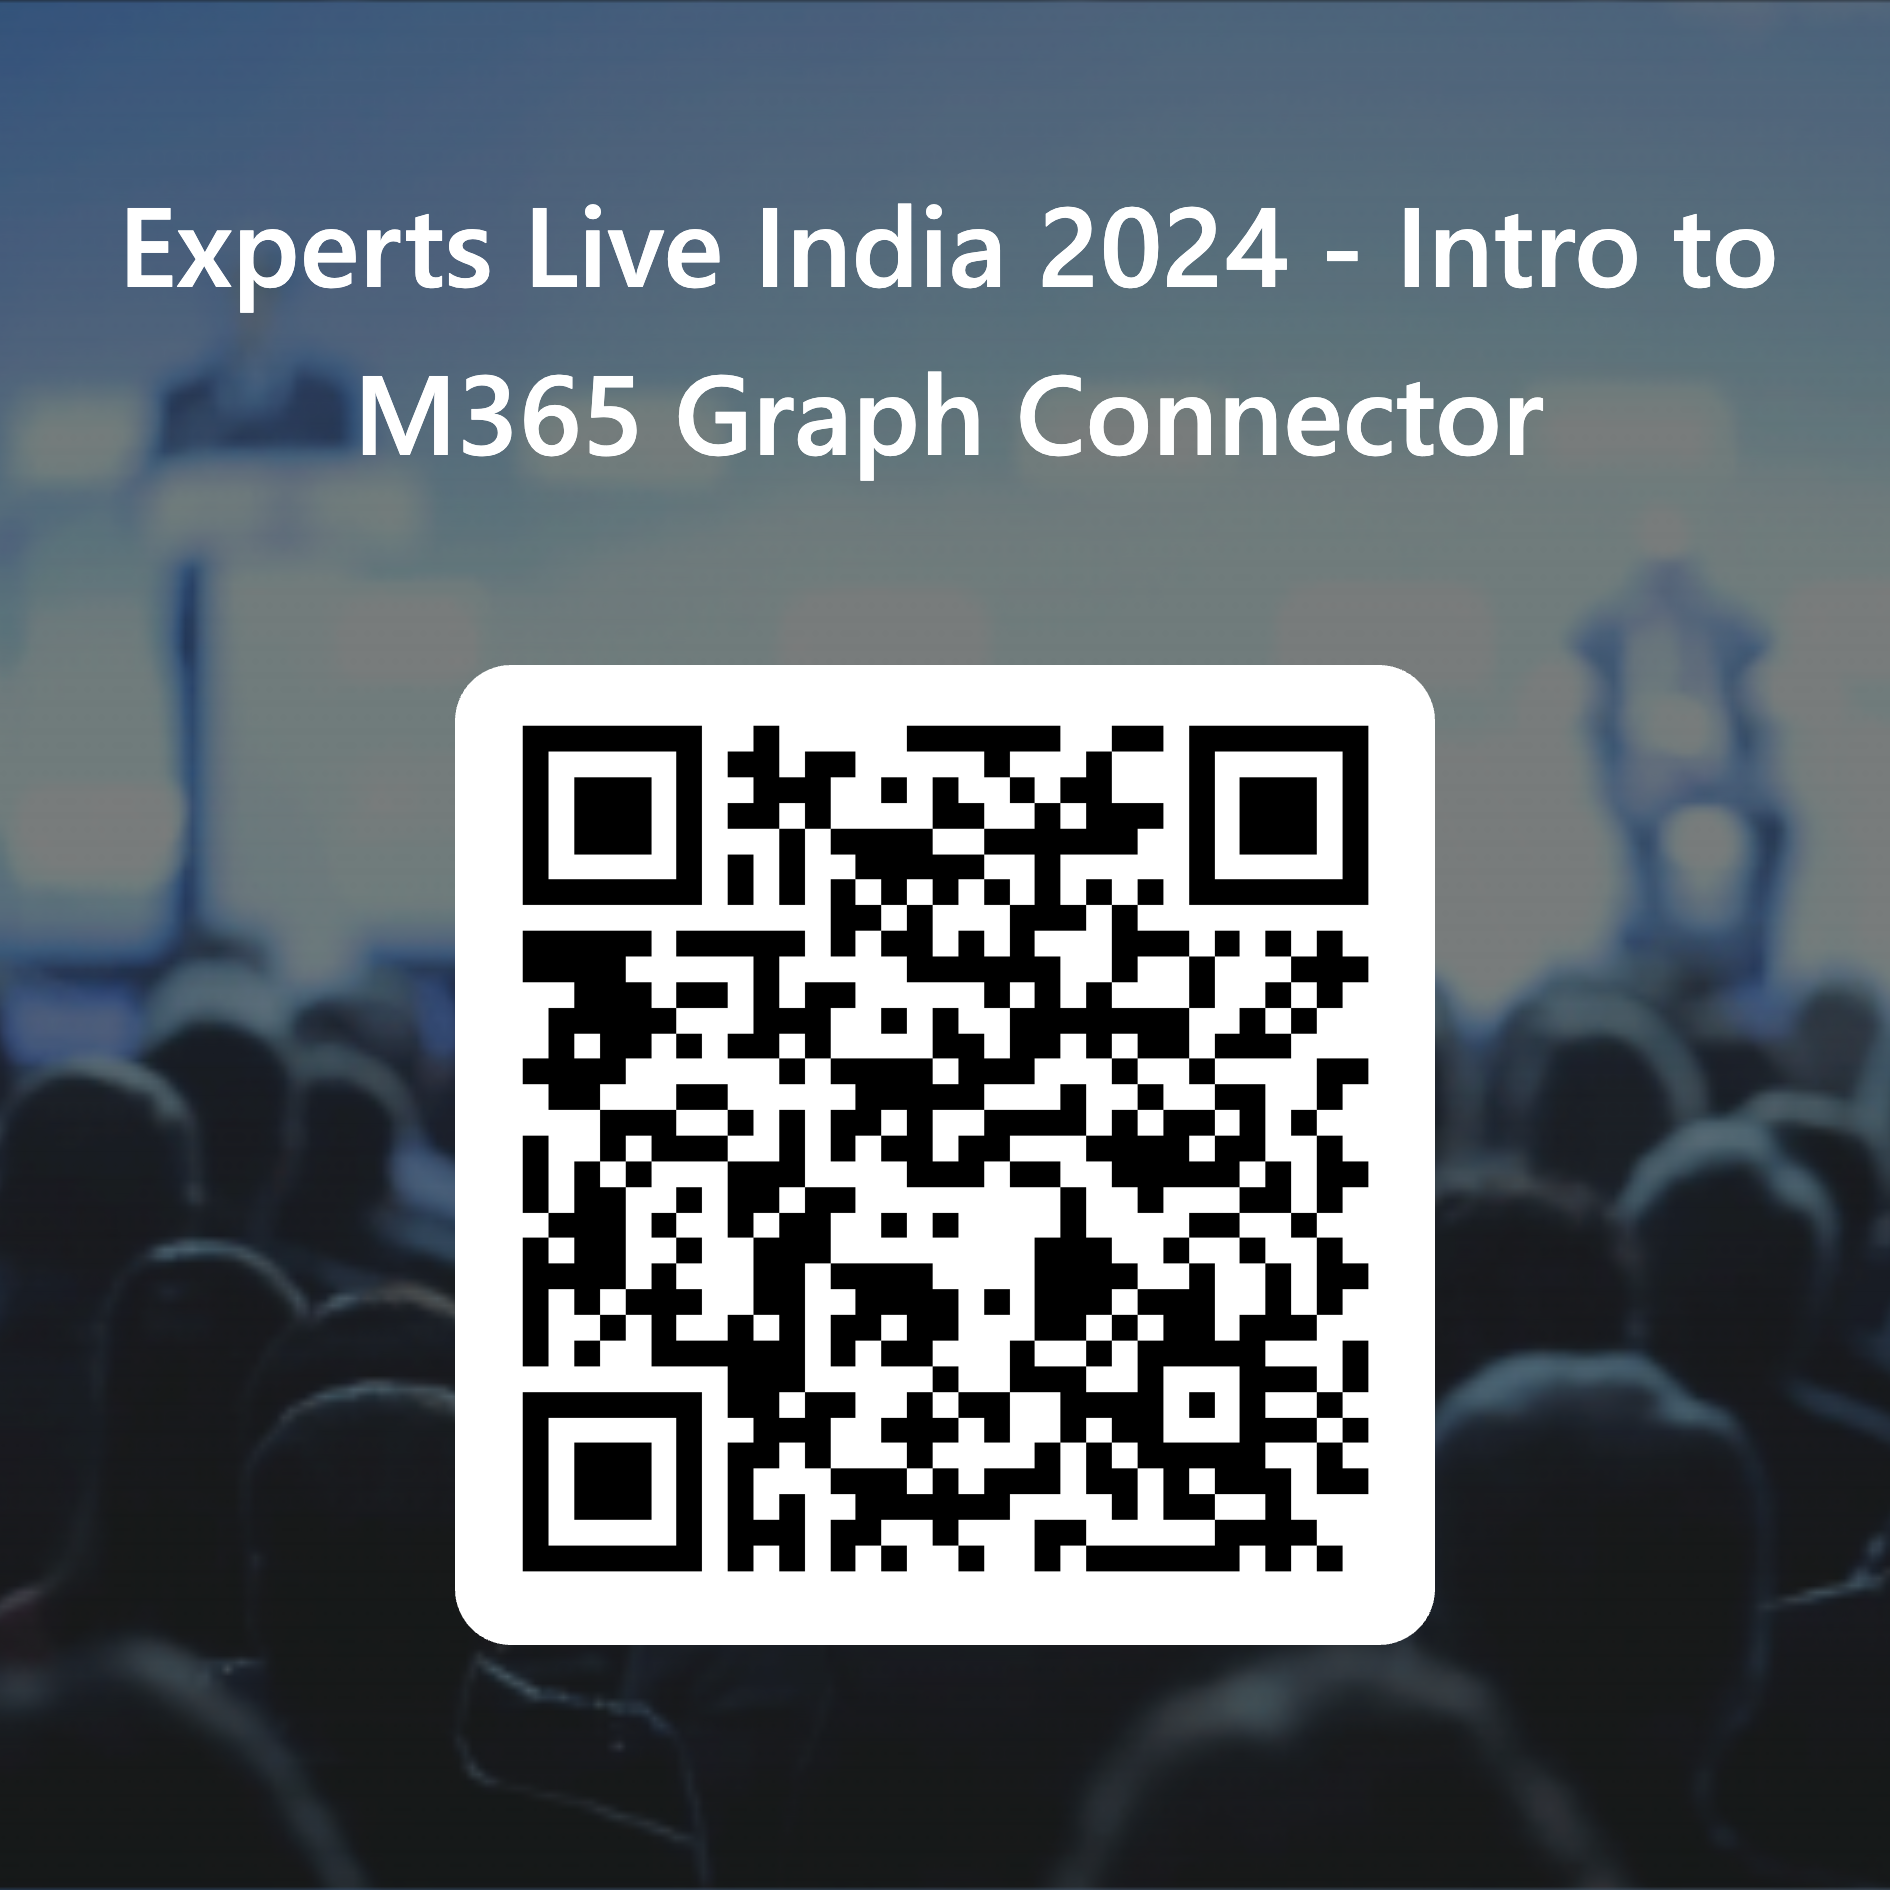 Experts Live India 2024 - Intro to
M365 Graph Connector